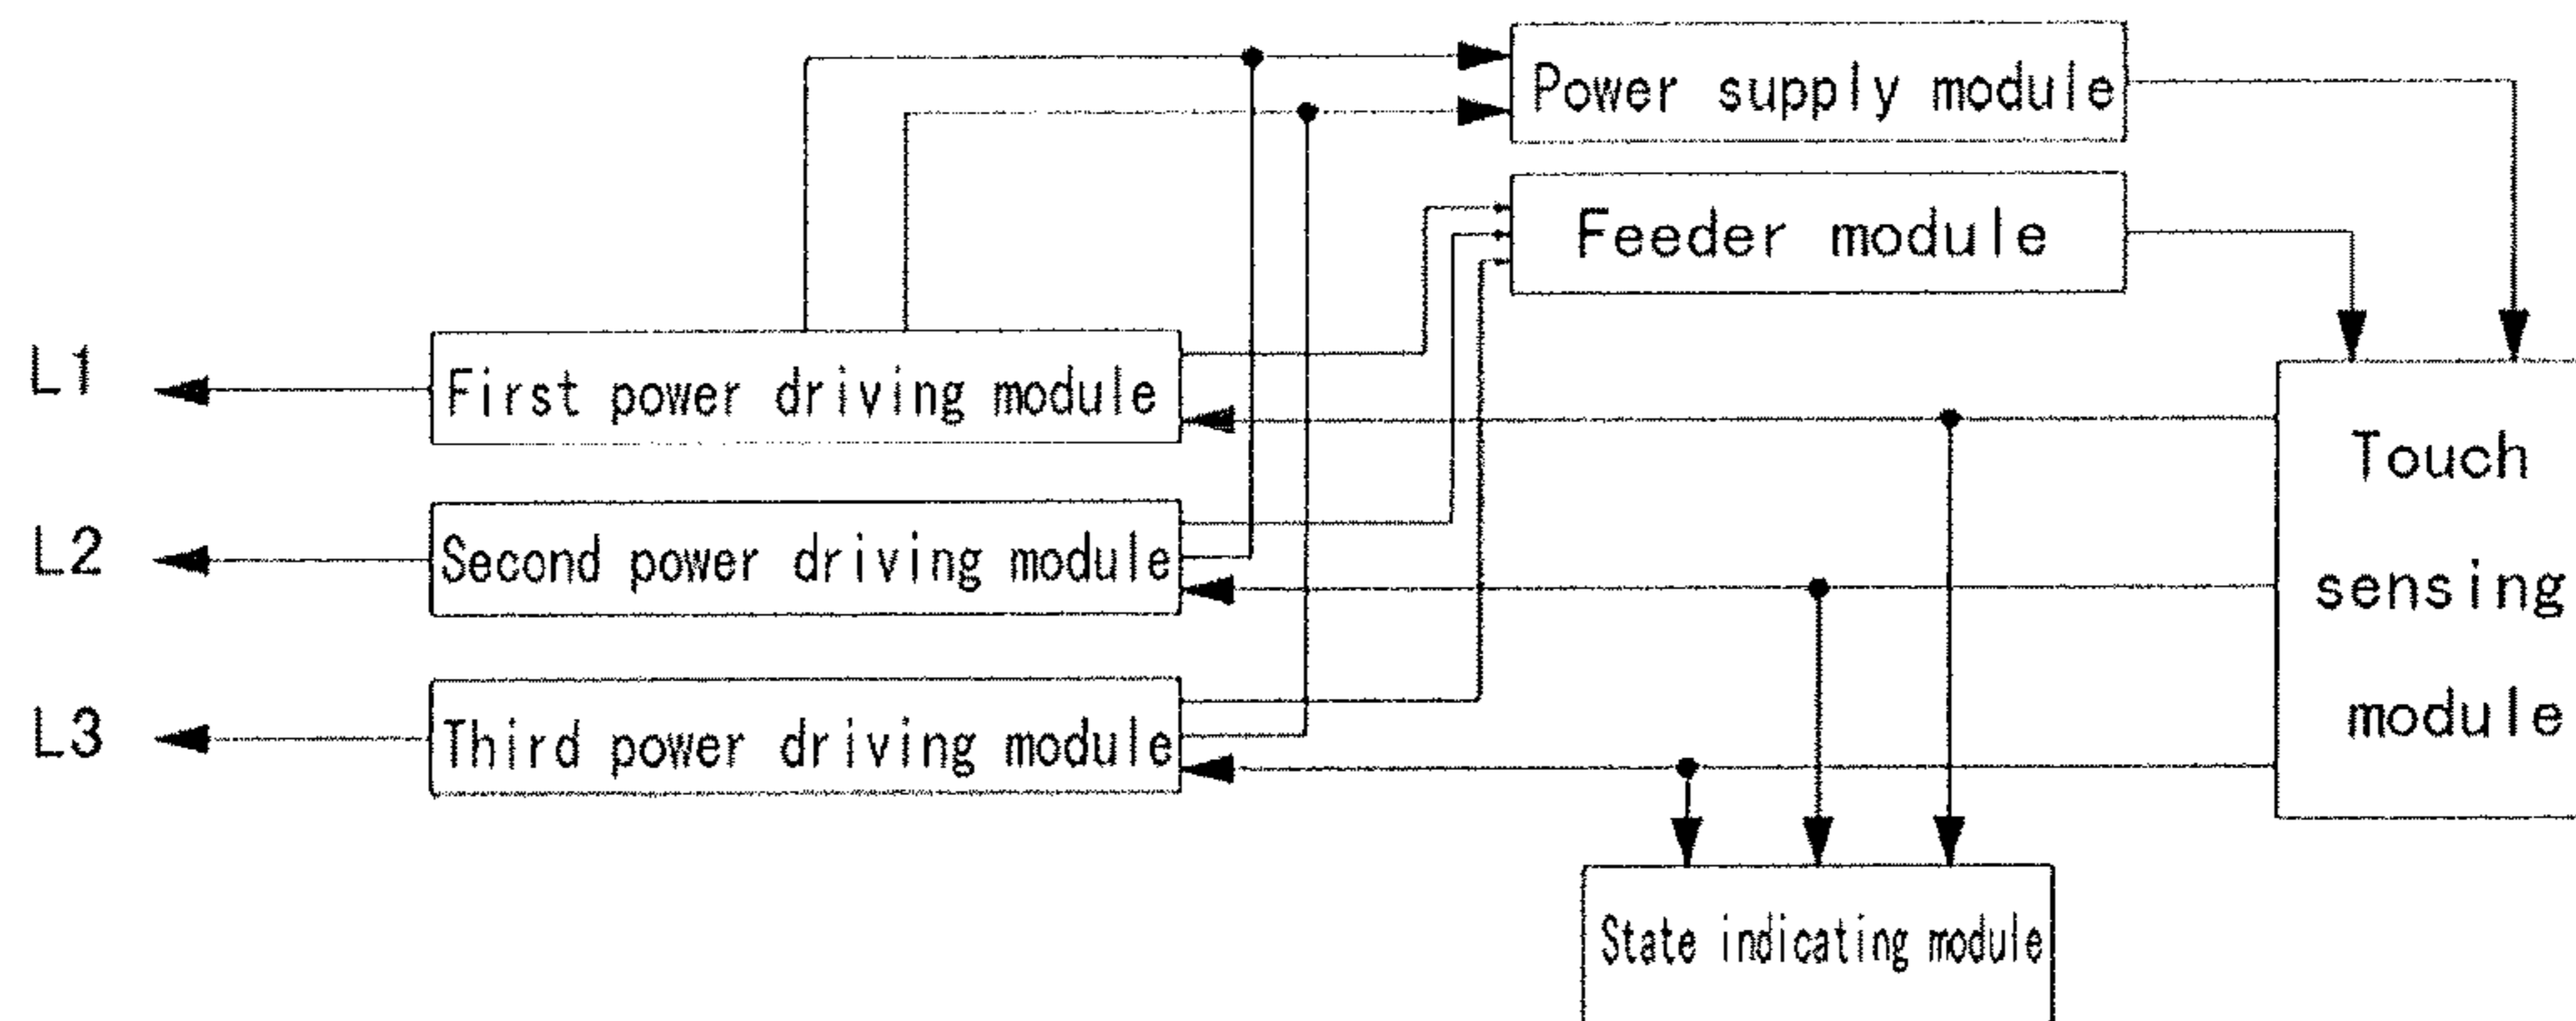 Power supply module
Feeder module
L1
First power driving module
Touch
sensing
module
L2
Second power driving module
L3
Third power driving module
State indicating module